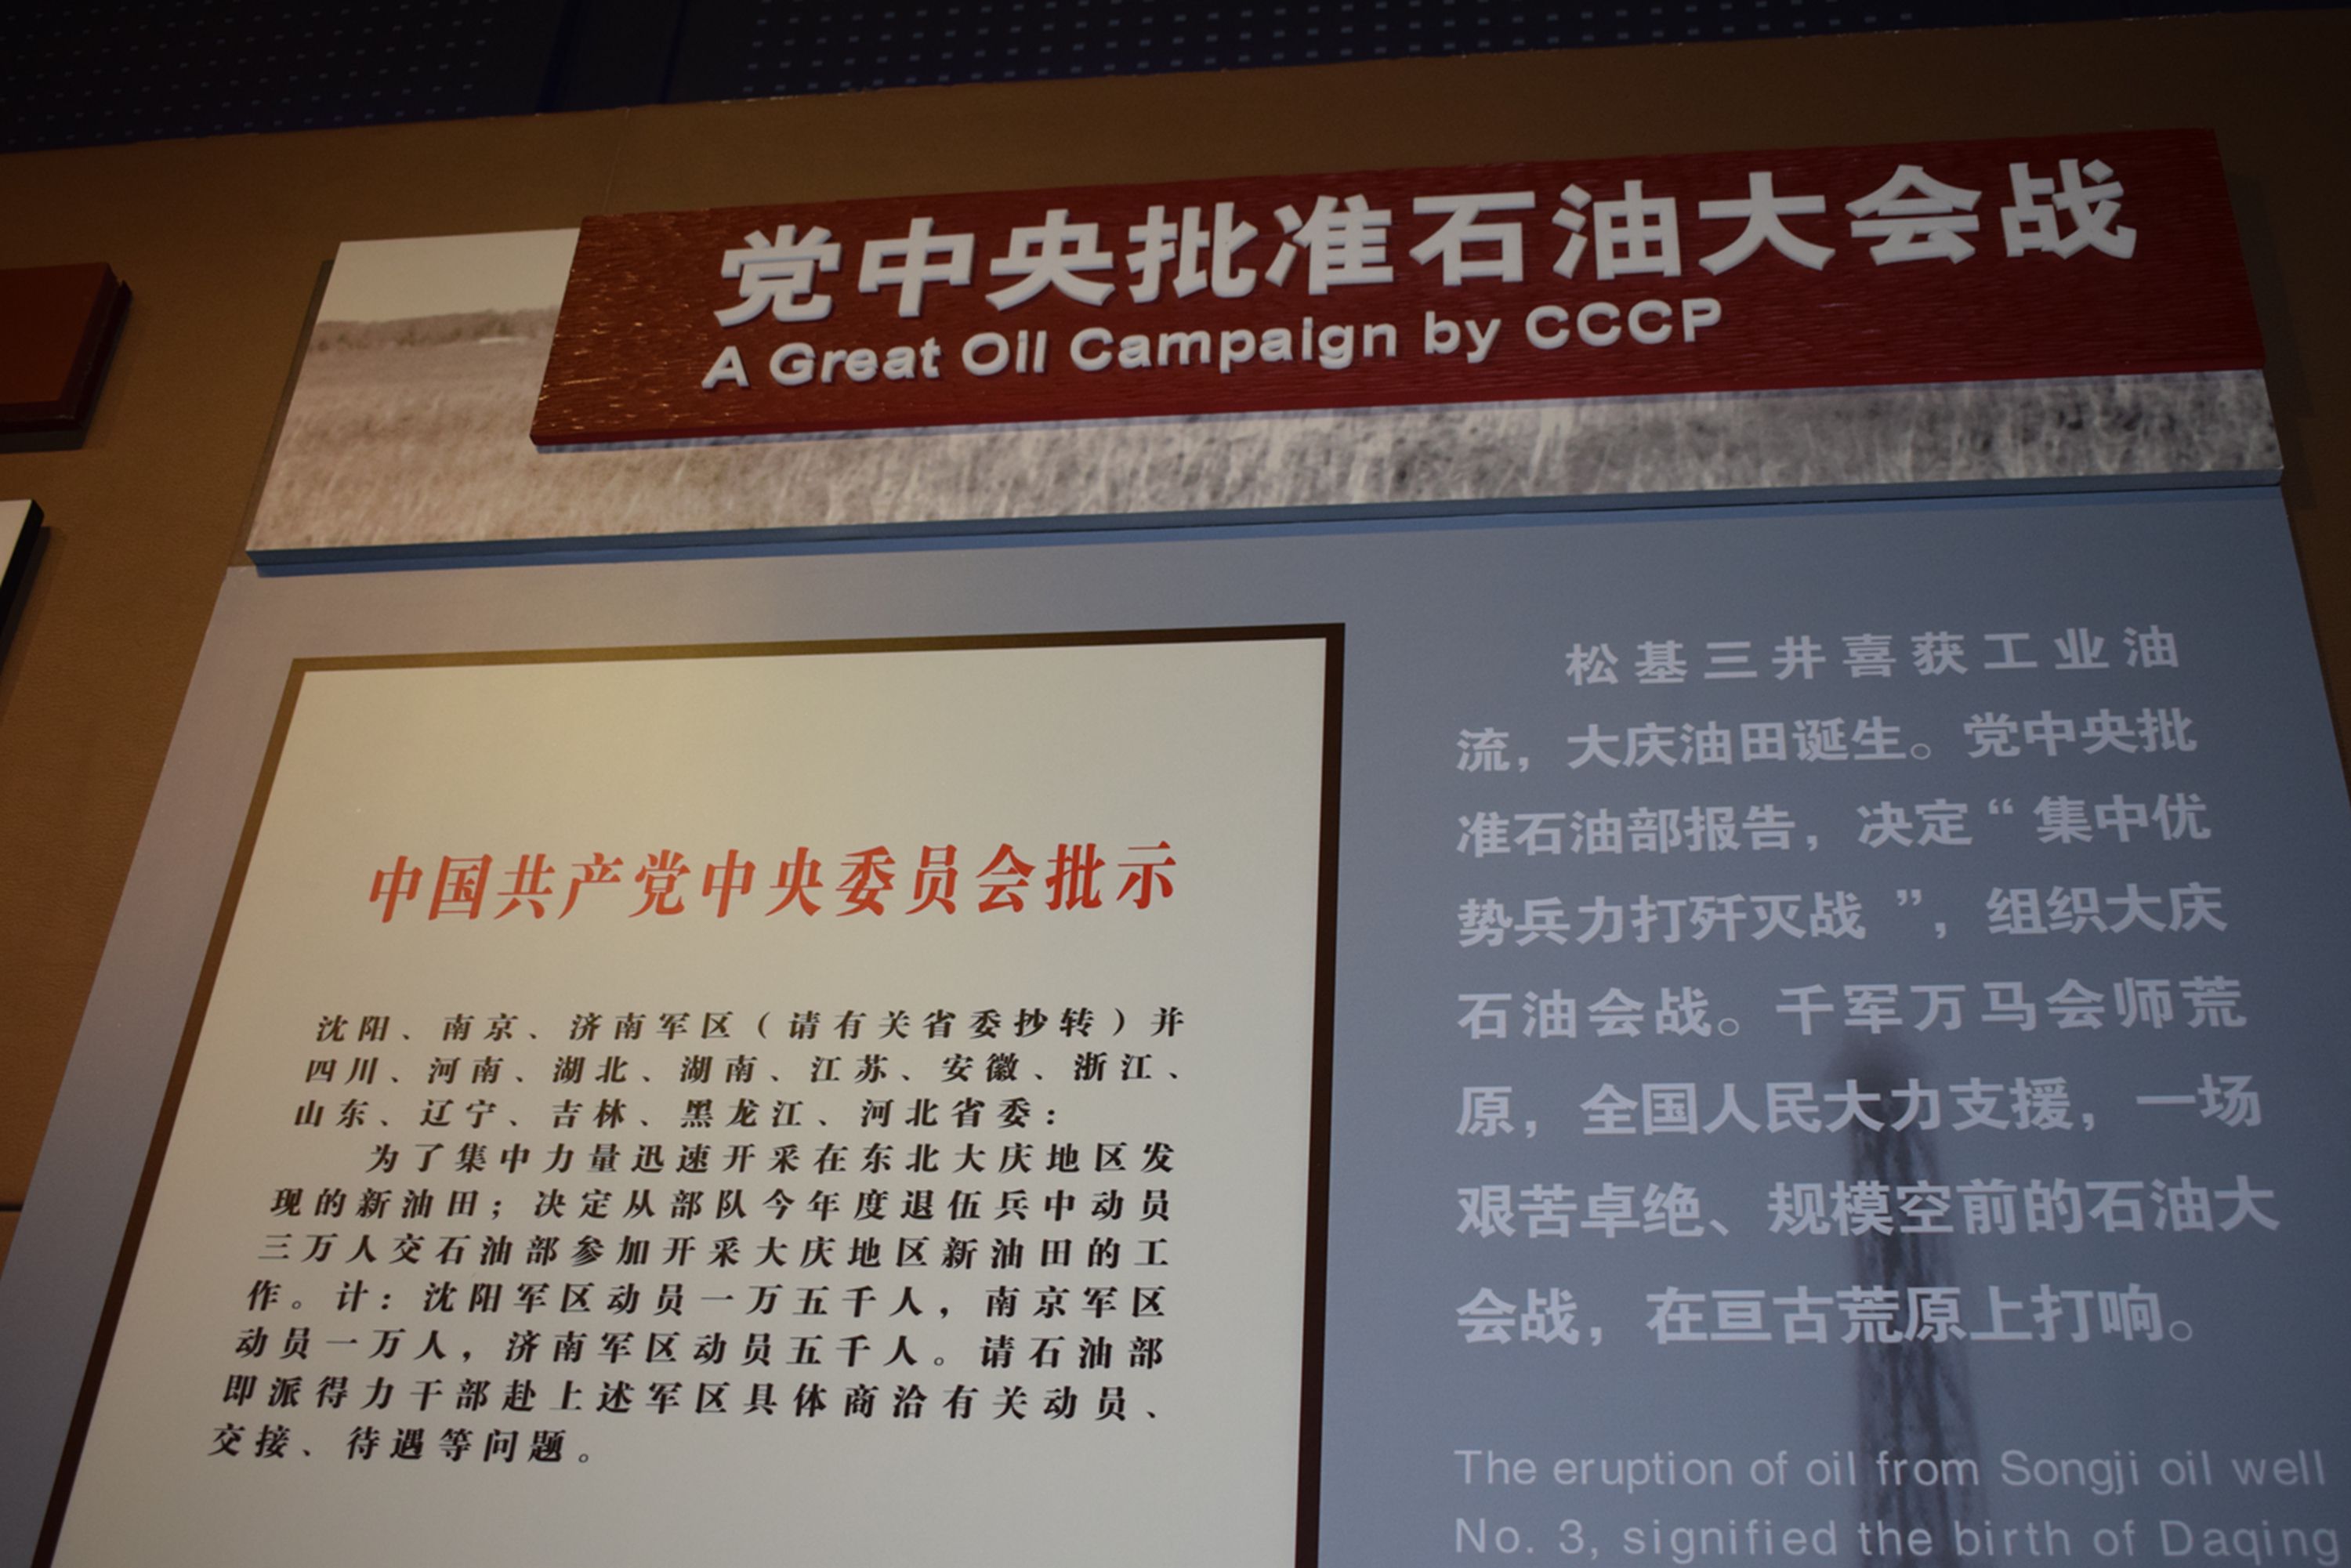 党中央批准石油大会战
A Great Oil Campaign by CCCP
中国共产党中央委员会批示
沈阳、南京、济南军区（请有关省委抄转）并
四川、河南、湖北、湖南、江苏、安徽、浙江、
山东、辽宁、吉林、黑龙江、河北省委：
为了集中力量迅速开采在东北大庆地区发
现的新油田；决定从部队今年度退伍兵中动员
三万人交石油部参加开采大庆地区新油田的工
作。计：沈阳军区动员一万五千人，南京军区
动员一万人，济南军区动员五千人。请石油部
即派得力干部赴上述军区具体商洽有关动员、
交接、待遇等问题。
松基三井喜获工业油
流，大庆油田诞生。党中央批
准石油部报告，决定“集中优
势兵力打歼灭战”，组织大庆
石油会战。千军万马会师荒
原，全国人民大力支援，一场
艰苦卓绝、规模空前的石油大
会战，在亘古荒原上打响。
The eruption of oil from Songji oil well
No. 3, signified the birth of Daqing